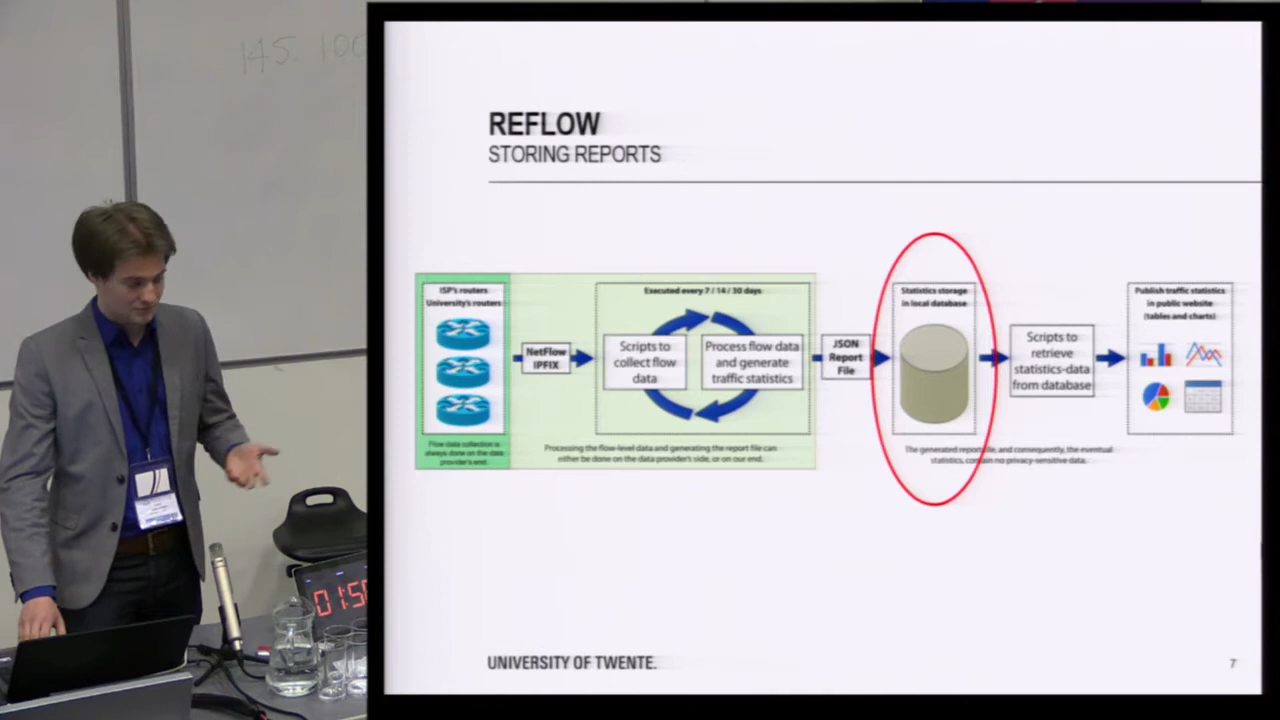 145. 100
REFLOW
STORING REPORTS
ISP's routers
University's routers
Flow data collection is
always done on the data
provider's end.
NetFlow
IPFIX
Executed every 7 / 14 / 30 days
Scripts to
collect flow
data
Process flow data
and generate
traffic statistics
Processing the flow-level data and generating the report file can
either be done on the data provider's side, or on our end.
JSON
Report
File
Statistics storage
in local database
Scripts to
retrieve
statistics-data
from database
Publish traffic statistics
in public website
(tables and charts)
The generated report file, and consequently, the eventual
statistics, contain no privacy-sensitive data.
UNIVERSITY OF TWENTE.
7
01:5